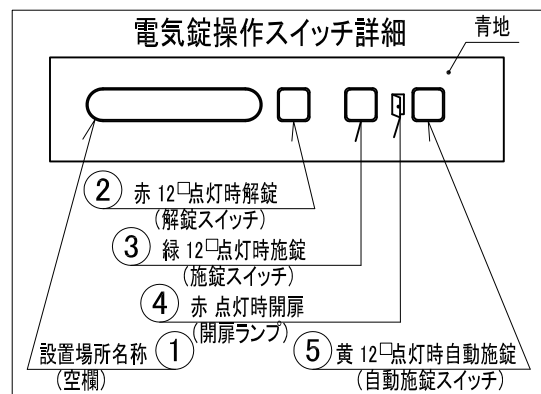 電気錠操作スイッチ詳細
青地
② 赤 12□点灯時解錠
(解錠スイッチ)
③ 緑 12□点灯時施錠
(施錠スイッチ)
④ 赤 点灯時開扉
(開扉ランプ)
設置場所名称 ①
(空欄)
⑤ 黄 12□点灯時自動施錠
(自動施錠スイッチ)